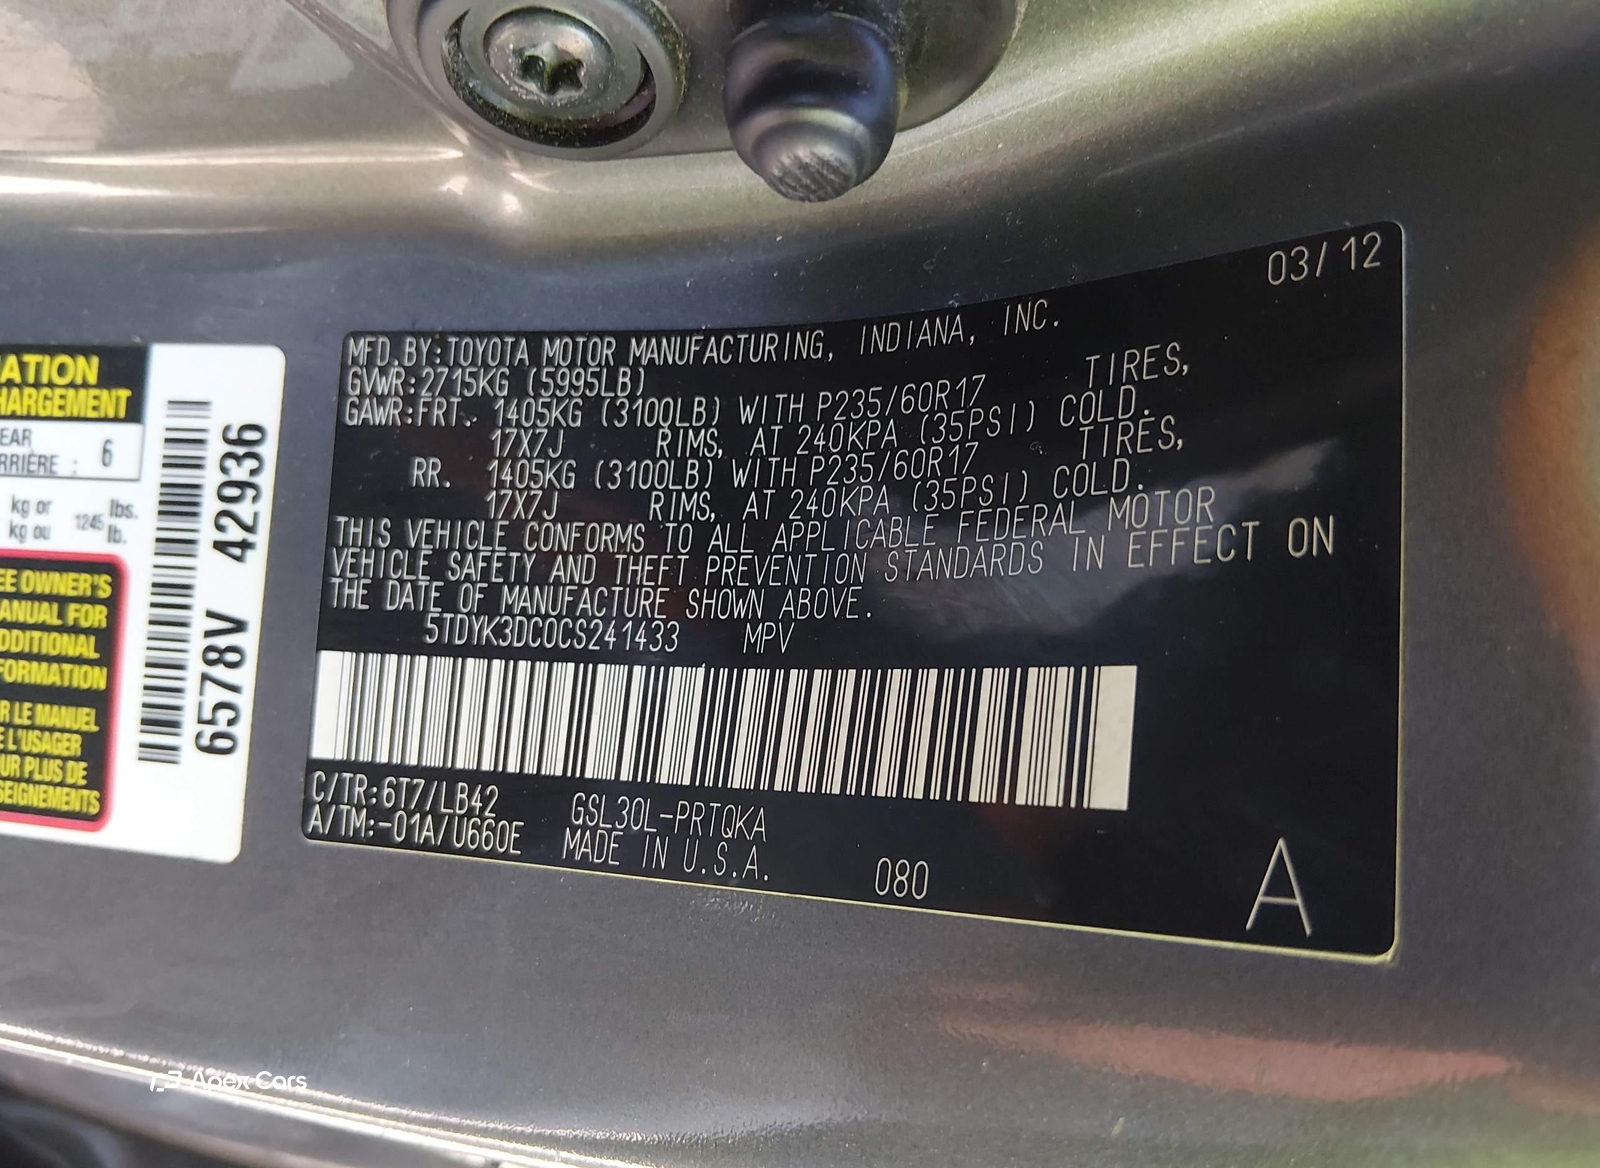 03/12
MFD.BY:TOYOTA MOTOR MANUFACTURING, INDIANA, INC.
GVWR:2715KG (5995LB)
GAWR:FRT. 1405KG (3100LB) WITH P235/60R17 TIRES,
17X7J RIMS, AT 240KPA (35PSI) COLD.
RR. 1405KG (3100LB) WITH P235/60R17 TIRES,
17X7J RIMS, AT 240KPA (35PSI) COLD.
THIS VEHICLE CONFORMS TO ALL APPLICABLE FEDERAL MOTOR
VEHICLE SAFETY AND THEFT PREVENTION STANDARDS IN EFFECT ON
THE DATE OF MANUFACTURE SHOWN ABOVE.
5TDYK3DC0CS241433 MPV
C/TR:6T7/LB42 GSL30L-PRTQKA
A/TM:-01A/U660E MADE IN U.S.A.
080
A
ATION
HARGEMENT
EAR
RRIÈRE : 6
kg or 1245 lbs.
kg ou lb.
EE OWNER'S
ANUAL FOR
DDITIONAL
FORMATION
R LE MANUEL
E L'USAGER
UR PLUS DE
SEIGNEMENTS
6578V 42936
Apex Cars